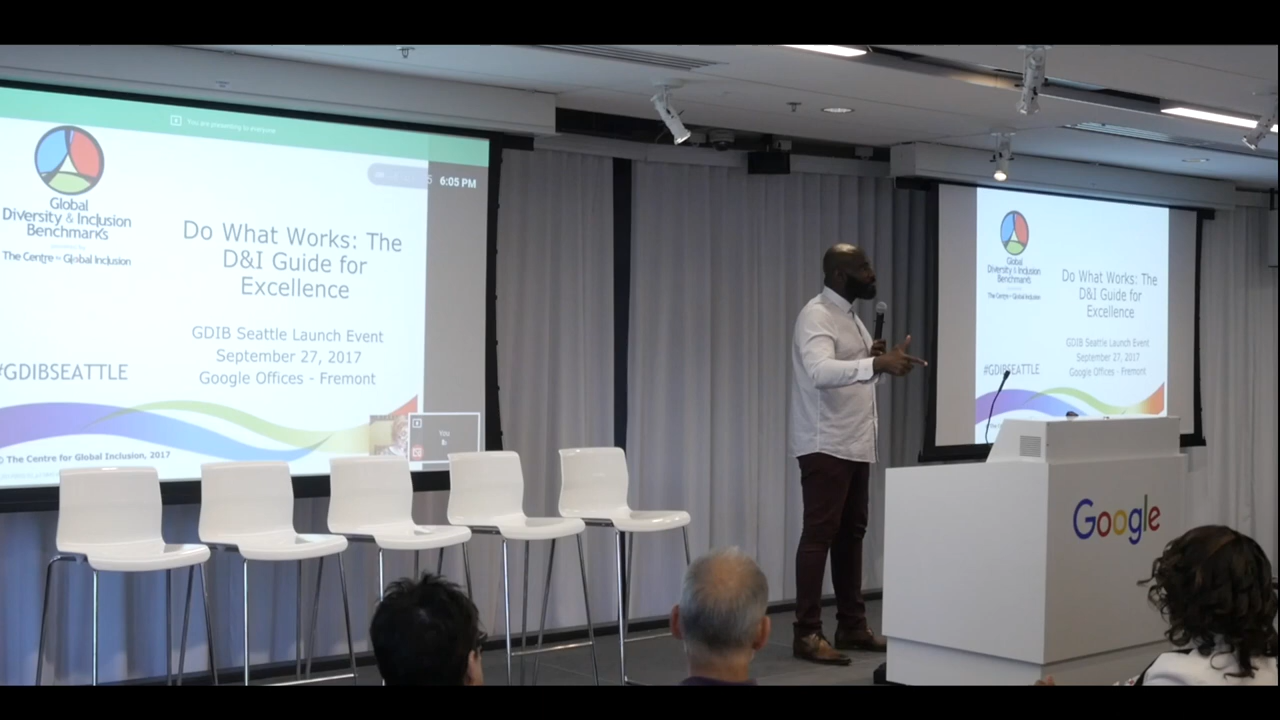 You are presenting to everyone
6:05 PM
Global
Diversity & Inclusion
Benchmarks
The Centre for Global Inclusion
Do What Works: The
D&I Guide for
Excellence
GDIB Seattle Launch Event
September 27, 2017
Google Offices - Fremont
#GDIBSEATTLE
You
© The Centre for Global Inclusion, 2017
Global
Diversity & Inclusion
Benchmarks
The Centre for Global Inclusion
Do What Works: The
D&I Guide for
Excellence
GDIB Seattle Launch Event
September 27, 2017
Google Offices - Fremont
#GDIBSEATTLE
Google